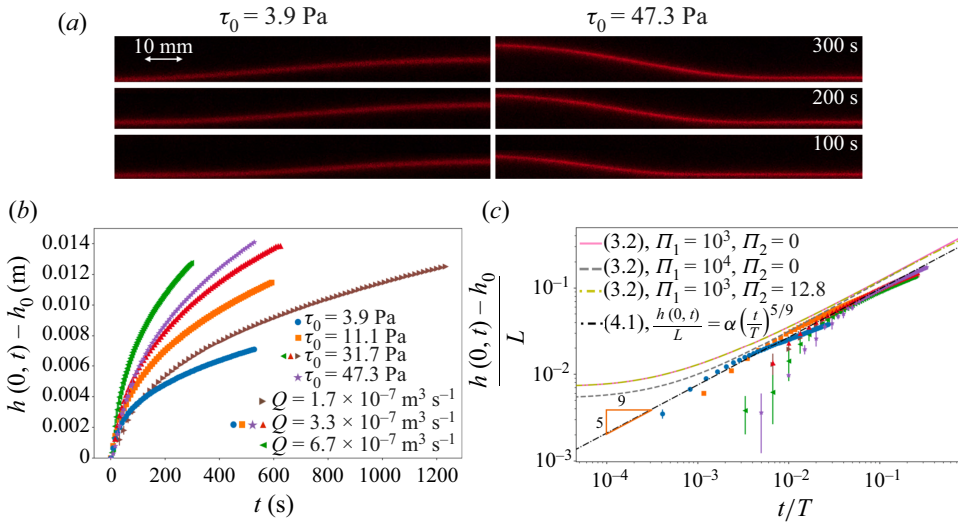 τ₀ = 3.9 Pa
τ₀ = 47.3 Pa
(a)
10 mm
300 s
200 s
100 s
(b)
h (0, t) – h₀ (m)
0.014
0.012
0.010
0.008
0.006
0.004
0.002
0
0 200 400 600 800 1000 1200
t (s)
τ₀ = 3.9 Pa
τ₀ = 11.1 Pa
τ₀ = 31.7 Pa
τ₀ = 47.3 Pa
Q = 1.7 × 10⁻⁷ m³ s⁻¹
Q = 3.3 × 10⁻⁷ m³ s⁻¹
Q = 6.7 × 10⁻⁷ m³ s⁻¹
(c)
h (0, t) – h₀
L
10⁻¹
10⁻²
10⁻³
(3.2), Π₁ = 10³, Π₂ = 0
(3.2), Π₁ = 10⁴, Π₂ = 0
(3.2), Π₁ = 10³, Π₂ = 12.8
(4.1), h (0, t)/L = α (t/T)^5/9
9
5
10⁻⁴ 10⁻³ 10⁻² 10⁻¹
t/T